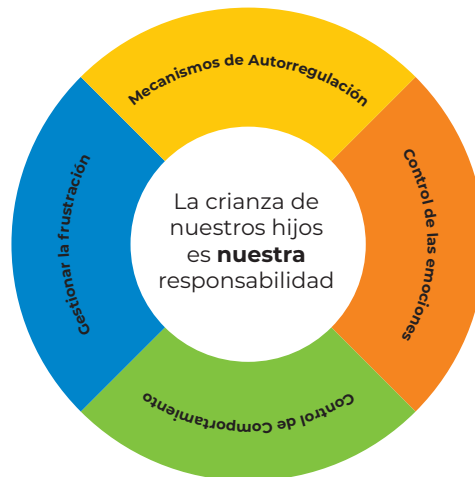 Mecanismos de Autorregulación
Control de las emociones
Control de Comportamiento
Gestionar la frustración
La crianza de
nuestros hijos
es nuestra
responsabilidad